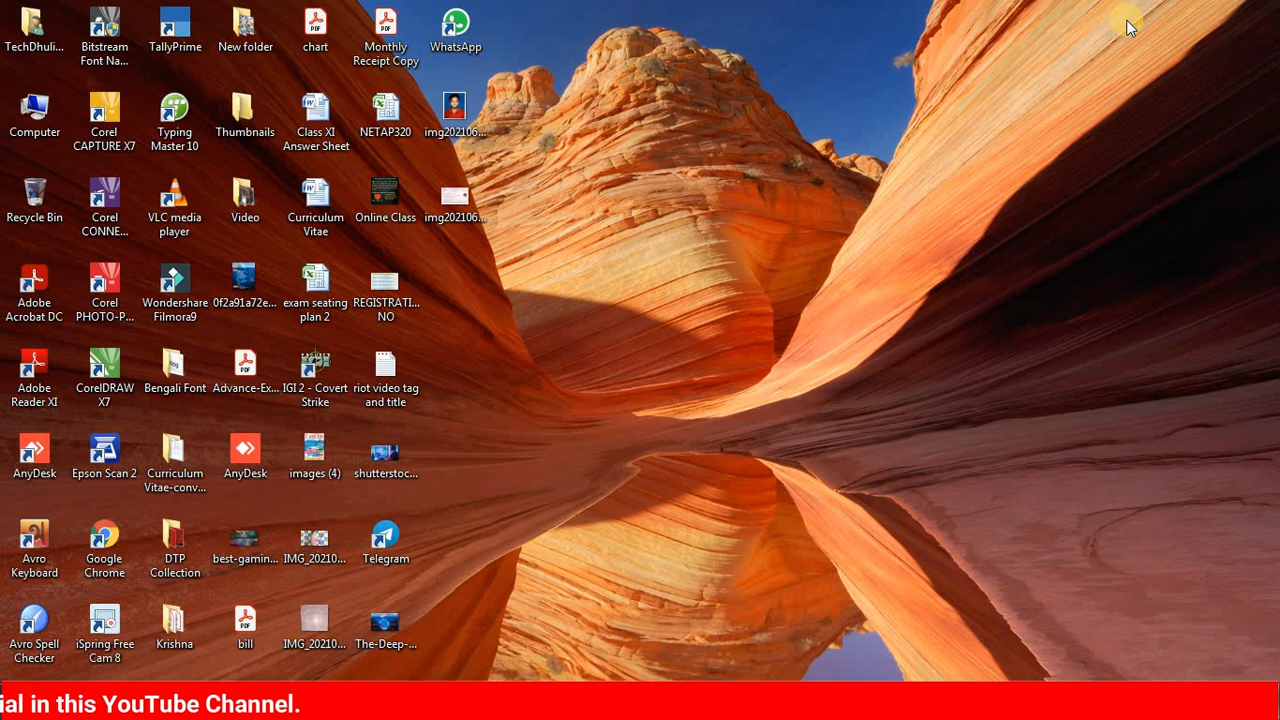 TechDhuli...
Bitstream
Font Na...
TallyPrime
New folder
chart
Monthly
Receipt Copy
WhatsApp
Computer
Corel
CAPTURE X7
Typing
Master 10
Thumbnails
Class XI
Answer Sheet
NETAP320
img202106...
Recycle Bin
Corel
CONNE...
VLC media
player
Video
Curriculum
Vitae
Online Class
img202106...
Adobe
Acrobat DC
Corel
PHOTO-P...
Wondershare
Filmora9
0f2a91a72e...
exam seating
plan 2
REGISTRATI...
NO
Adobe
Reader XI
CorelDRAW
X7
Bengali Font
Advance-Ex...
IGI 2 - Covert
Strike
riot video tag
and title
AnyDesk
Epson Scan 2
Curriculum
Vitae-conv...
AnyDesk
images (4)
shutterstoc...
Avro
Keyboard
Google
Chrome
DTP
Collection
best-gamin...
IMG_20210...
Telegram
Avro Spell
Checker
iSpring Free
Cam 8
Krishna
bill
IMG_20210...
The-Deep-...
ial in this YouTube Channel.